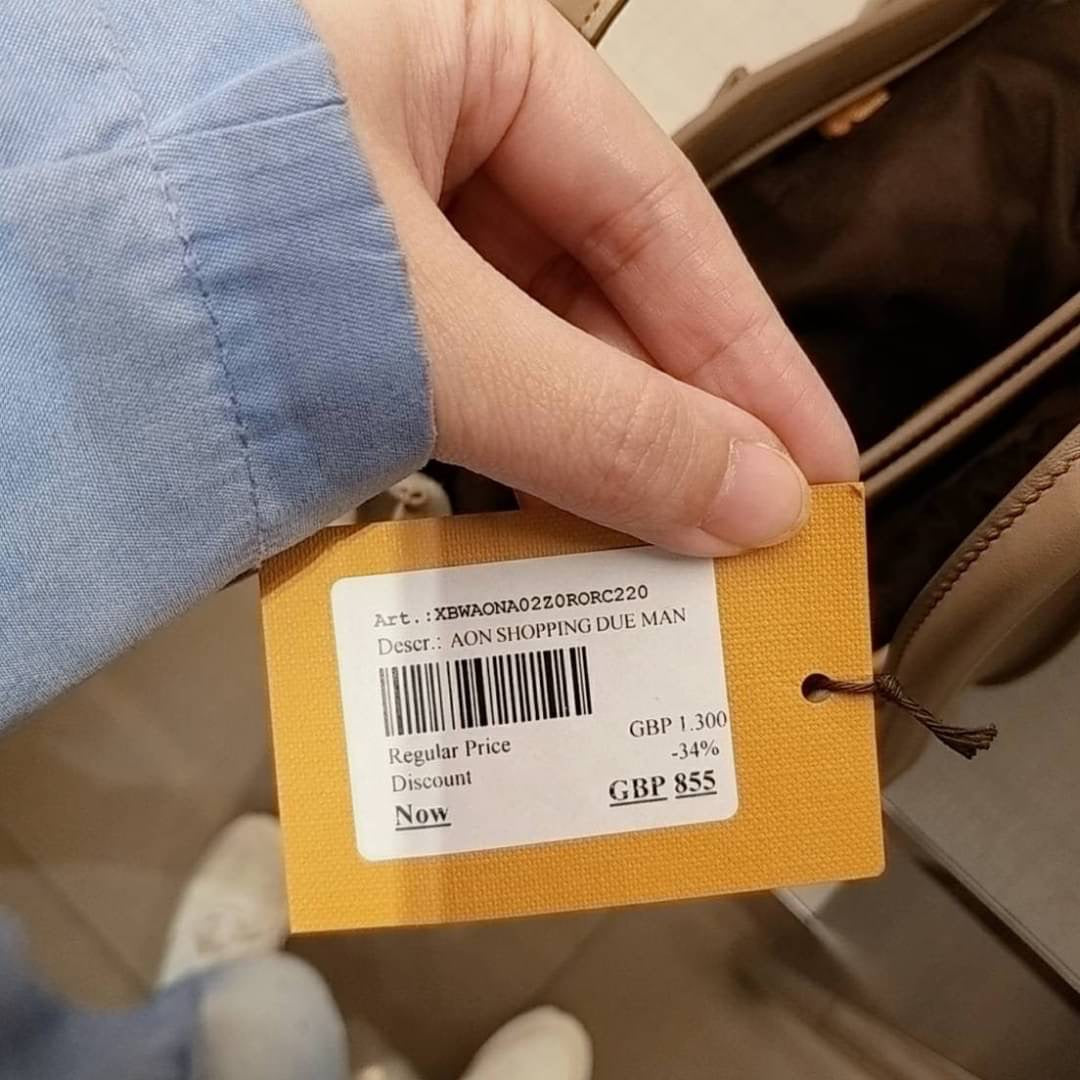 Art.:XBWAONA02Z0RORC220
Descr.: AON SHOPPING DUE MAN
Regular Price GBP 1.300
Discount -34%
Now GBP 855